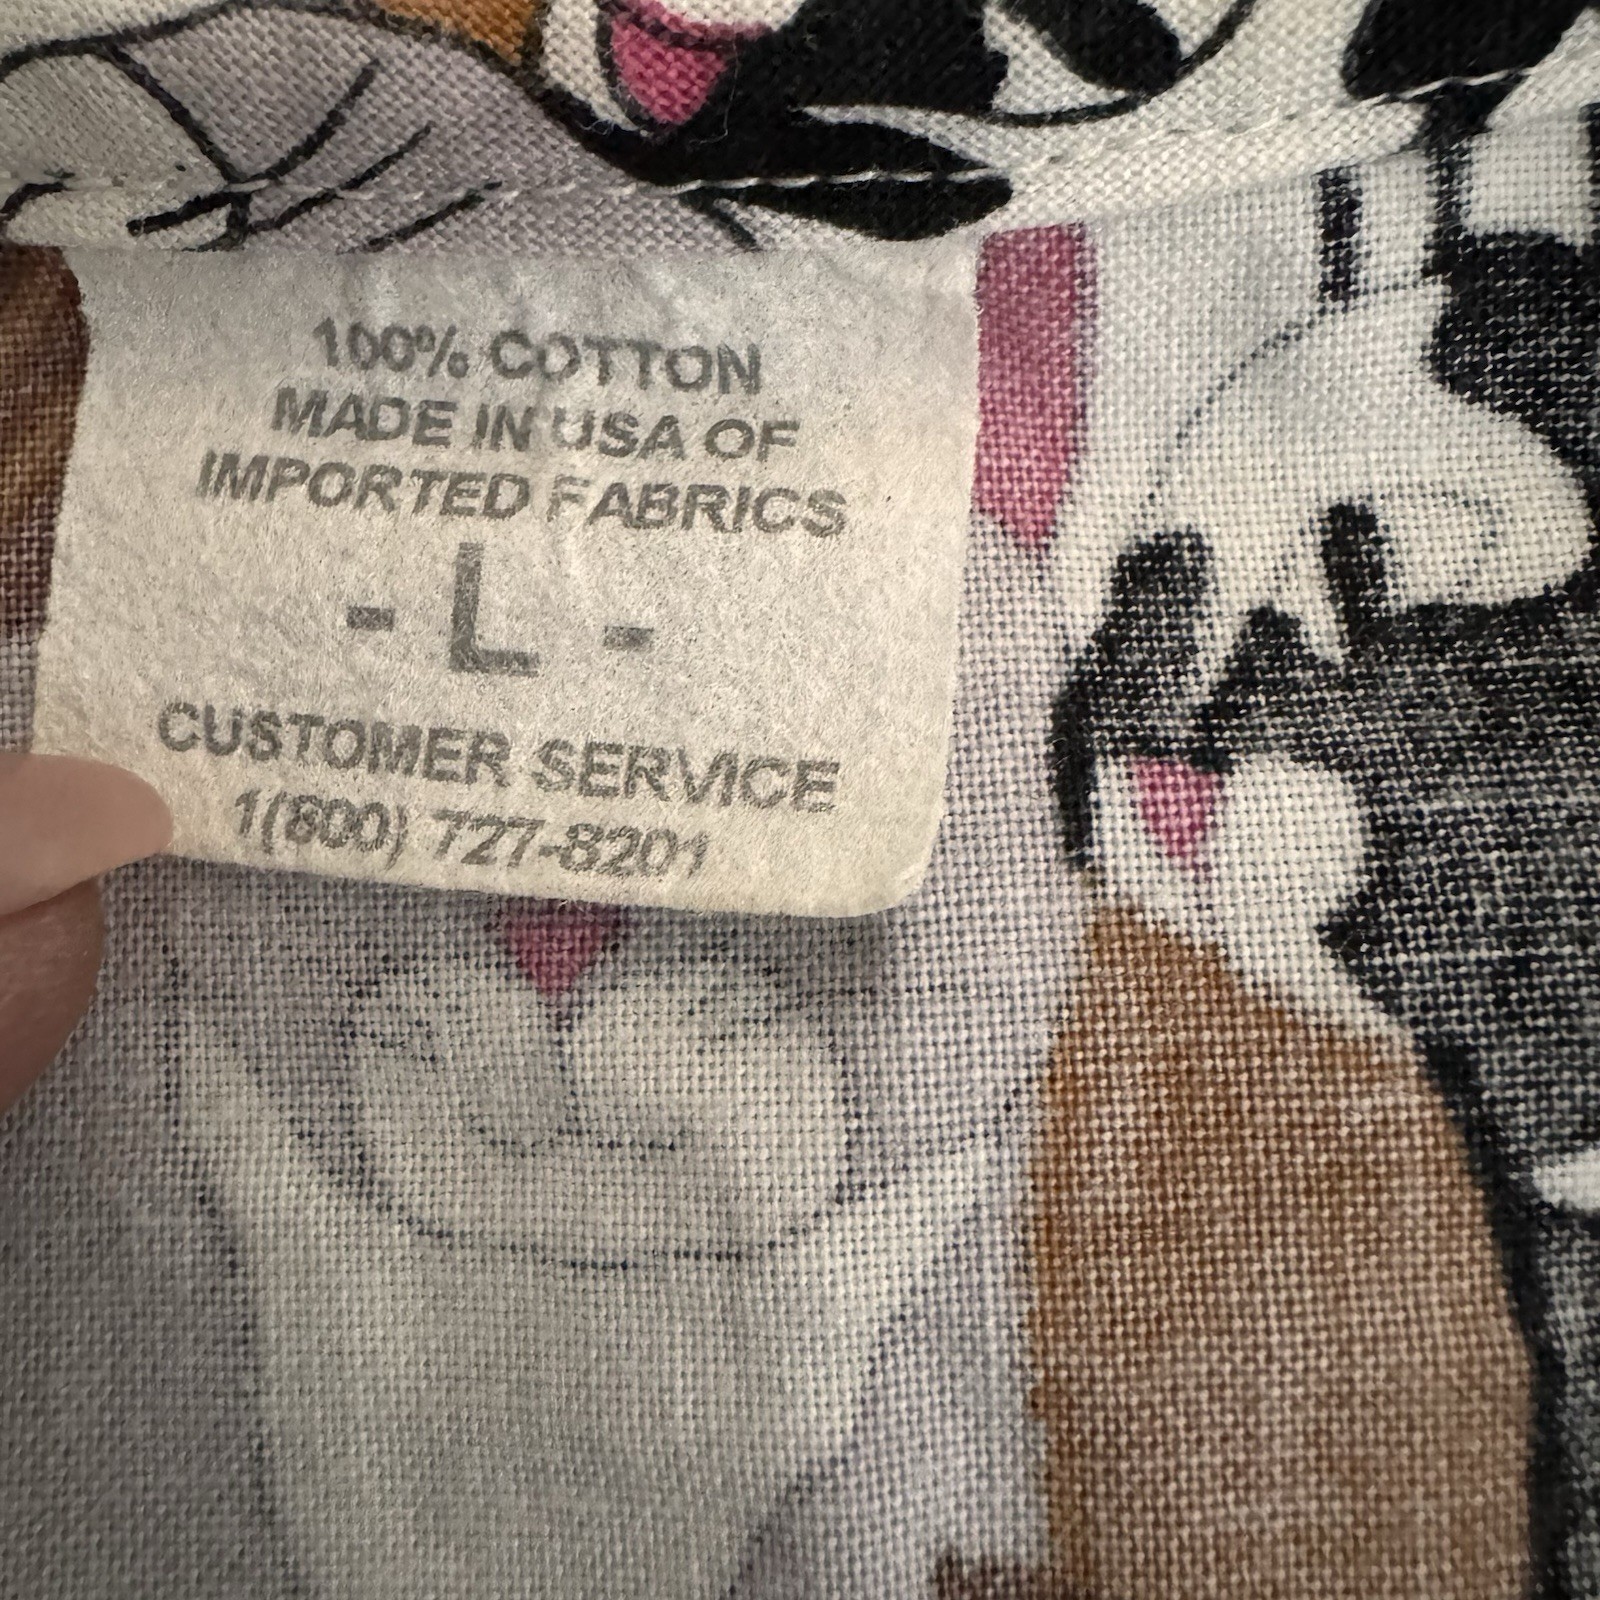 100% COTTON
MADE IN USA OF
IMPORTED FABRICS
- L -
CUSTOMER SERVICE
1(800) 727-8201